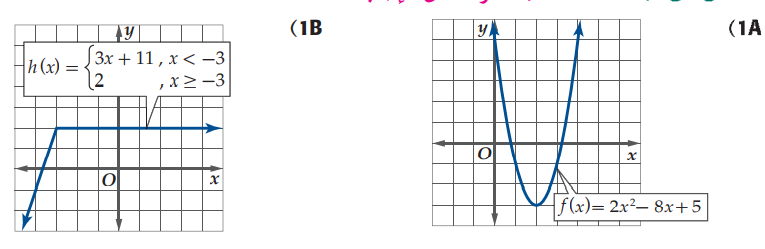 (1A
y
O
x
f(x)= 2x²− 8x+5
(1B
y
h(x) = {3x + 11 , x < −3
2 , x ≥ −3
O
x